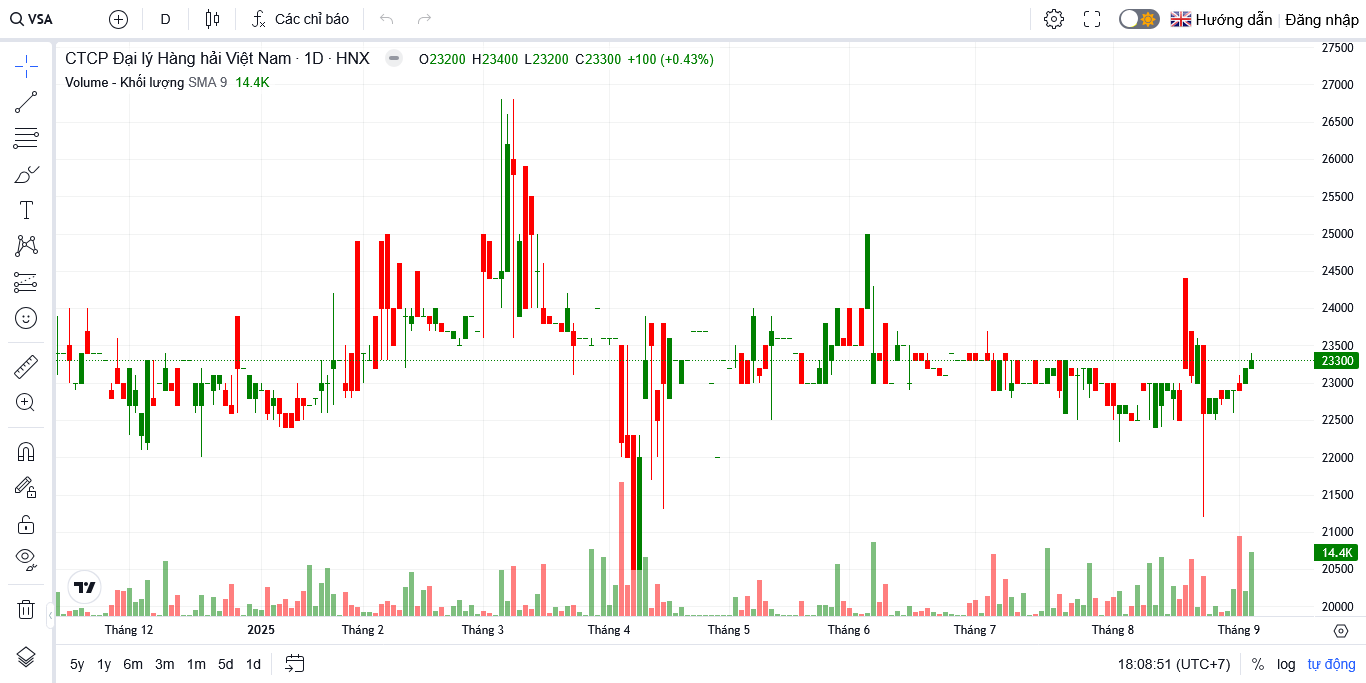 VSA D Các chỉ báo Hướng dẫn Đăng nhập
CTCP Đại lý Hàng hải Việt Nam · 1D · HNX O23200 H23400 L23200 C23300 +100 (+0.43%)
Volume - Khối lượng SMA 9 14.4K
27500
27000
26500
26000
25500
25000
24500
24000
23500
23300
23000
22500
22000
21500
21000
14.4K
20500
20000
Tháng 12 2025 Tháng 2 Tháng 3 Tháng 4 Tháng 5 Tháng 6 Tháng 7 Tháng 8 Tháng 9
5y 1y 6m 3m 1m 5d 1d 18:08:51 (UTC+7) % log tự động